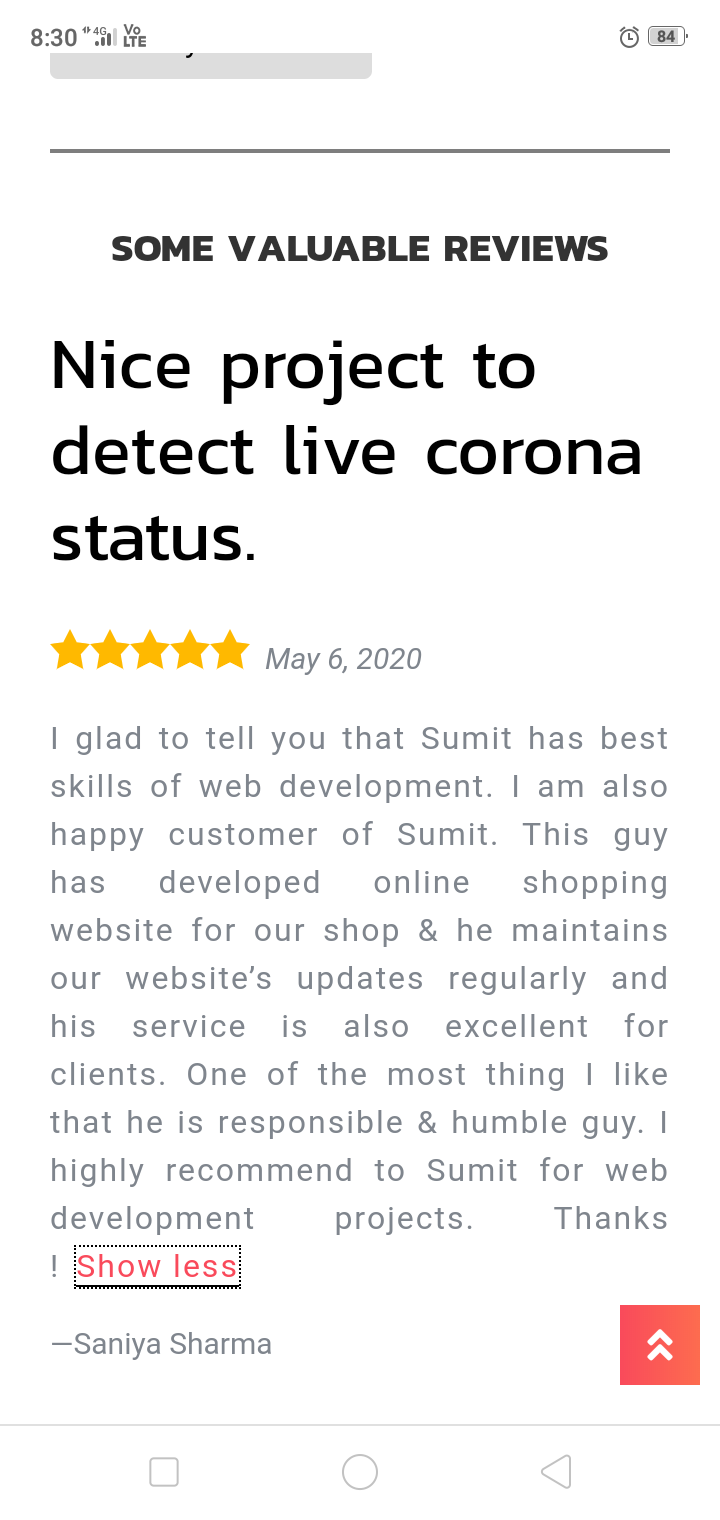 8:30 4G Vo LTE 84
SOME VALUABLE REVIEWS
Nice project to
detect live corona
status.
May 6, 2020
I glad to tell you that Sumit has best
skills of web development. I am also
happy customer of Sumit. This guy
has developed online shopping
website for our shop & he maintains
our website’s updates regularly and
his service is also excellent for
clients. One of the most thing I like
that he is responsible & humble guy. I
highly recommend to Sumit for web
development projects. Thanks
! Show less
—Saniya Sharma